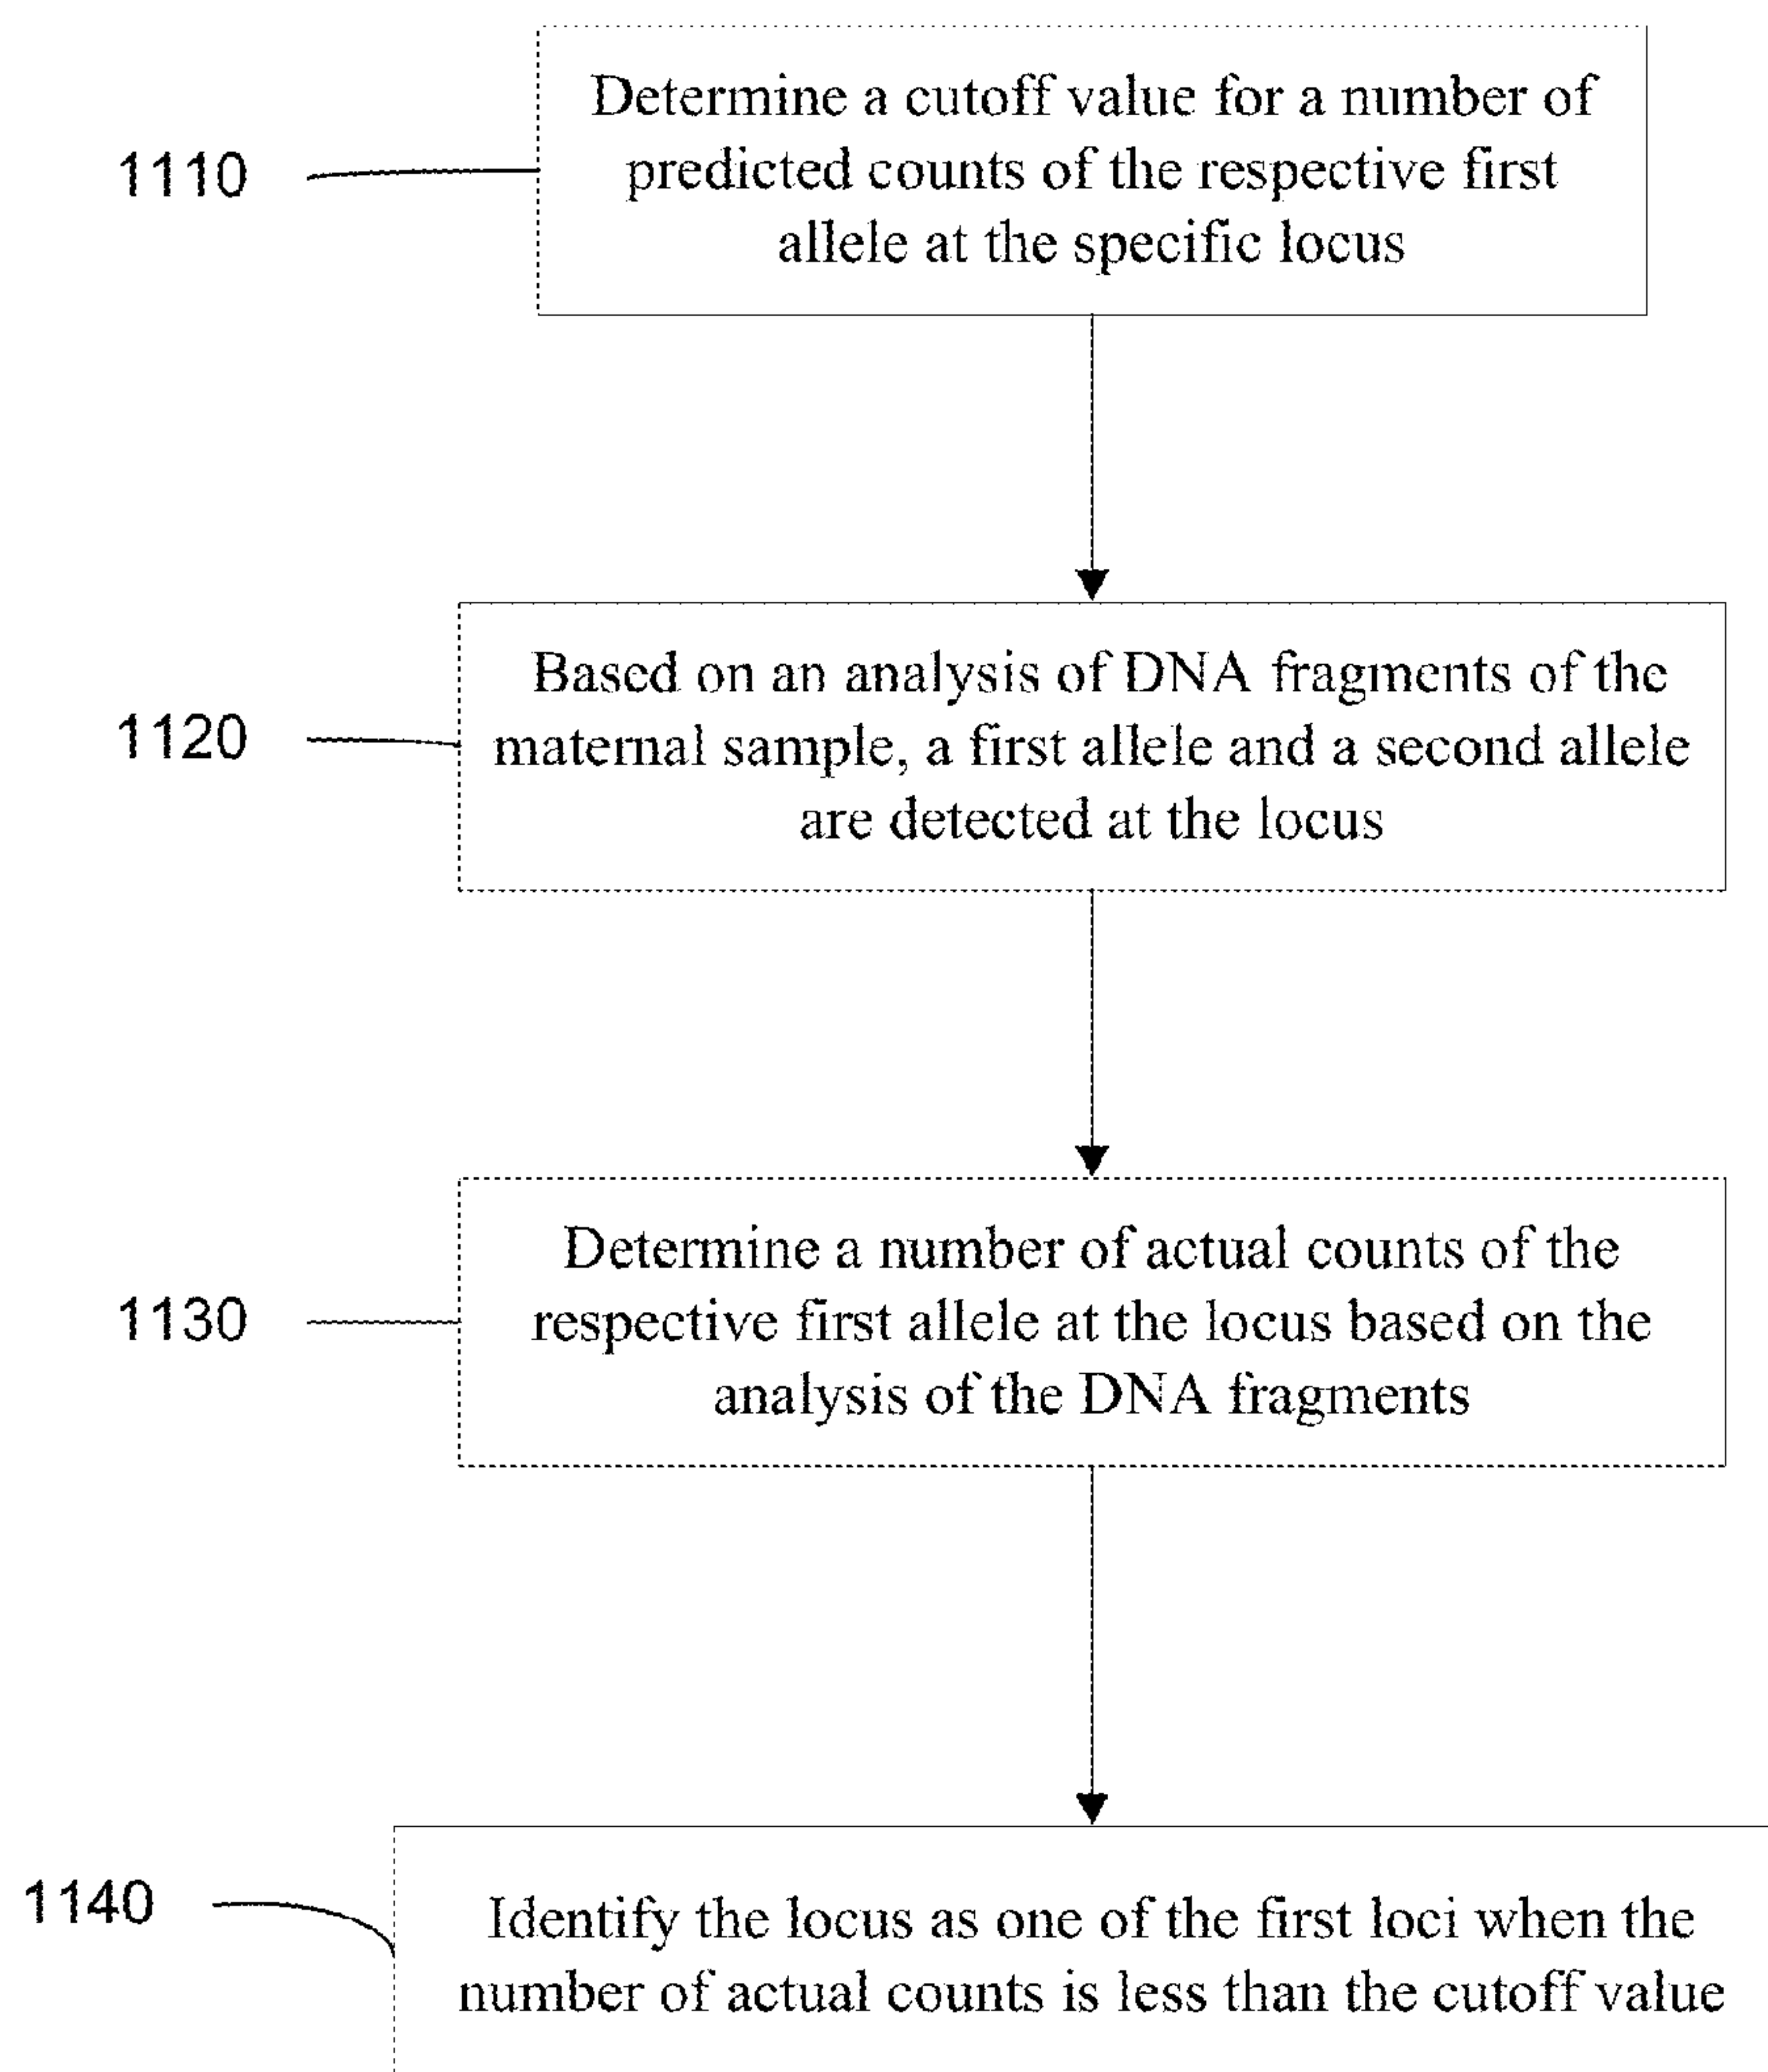 1110
Determine a cutoff value for a number of
predicted counts of the respective first
allele at the specific locus
1120
Based on an analysis of DNA fragments of the
maternal sample, a first allele and a second allele
are detected at the locus
1130
Determine a number of actual counts of the
respective first allele at the locus based on the
analysis of the DNA fragments
1140
Identify the locus as one of the first loci when the
number of actual counts is less than the cutoff value